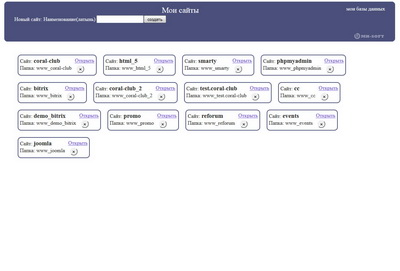 Мои сайты
мои базы данных
Новый сайт Наименование(латын.) создать
Сайт: coral-club Открыть
Папка: www_coral-club
Сайт: html_5 Открыть
Папка: www_html_5
Сайт: smarty Открыть
Папка: www_smarty
Сайт: phpmyadmin Открыть
Папка: www_phpmyadmin
Сайт: bitrix Открыть
Папка: www_bitrix
Сайт: coral-club_2 Открыть
Папка: www_coral-club_2
Сайт: test.coral-club Открыть
Папка: www_test.coral-club
Сайт: cc Открыть
Папка: www_cc
Сайт: demo_bitrix Открыть
Папка: www_demo_bitrix
Сайт: promo Открыть
Папка: www_promo
Сайт: reforum Открыть
Папка: www_reforum
Сайт: events Открыть
Папка: www_events
Сайт: joomla Открыть
Папка: www_joomla